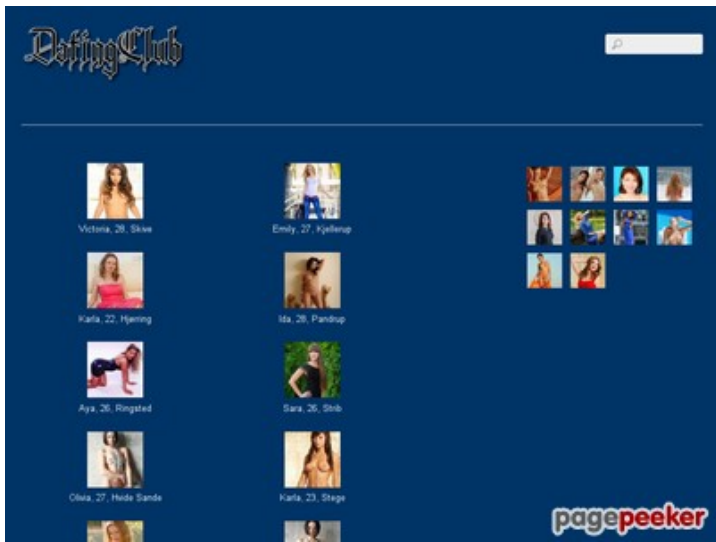 DatingClub
Victoria, 28, Skive
Emily, 27, Kjellerup
Karla, 22, Hjørring
Ida, 28, Pandrup
Aya, 26, Ringsted
Sara, 26, Strib
Olivia, 27, Hvide Sande
Karla, 23, Stege
pagepeeker